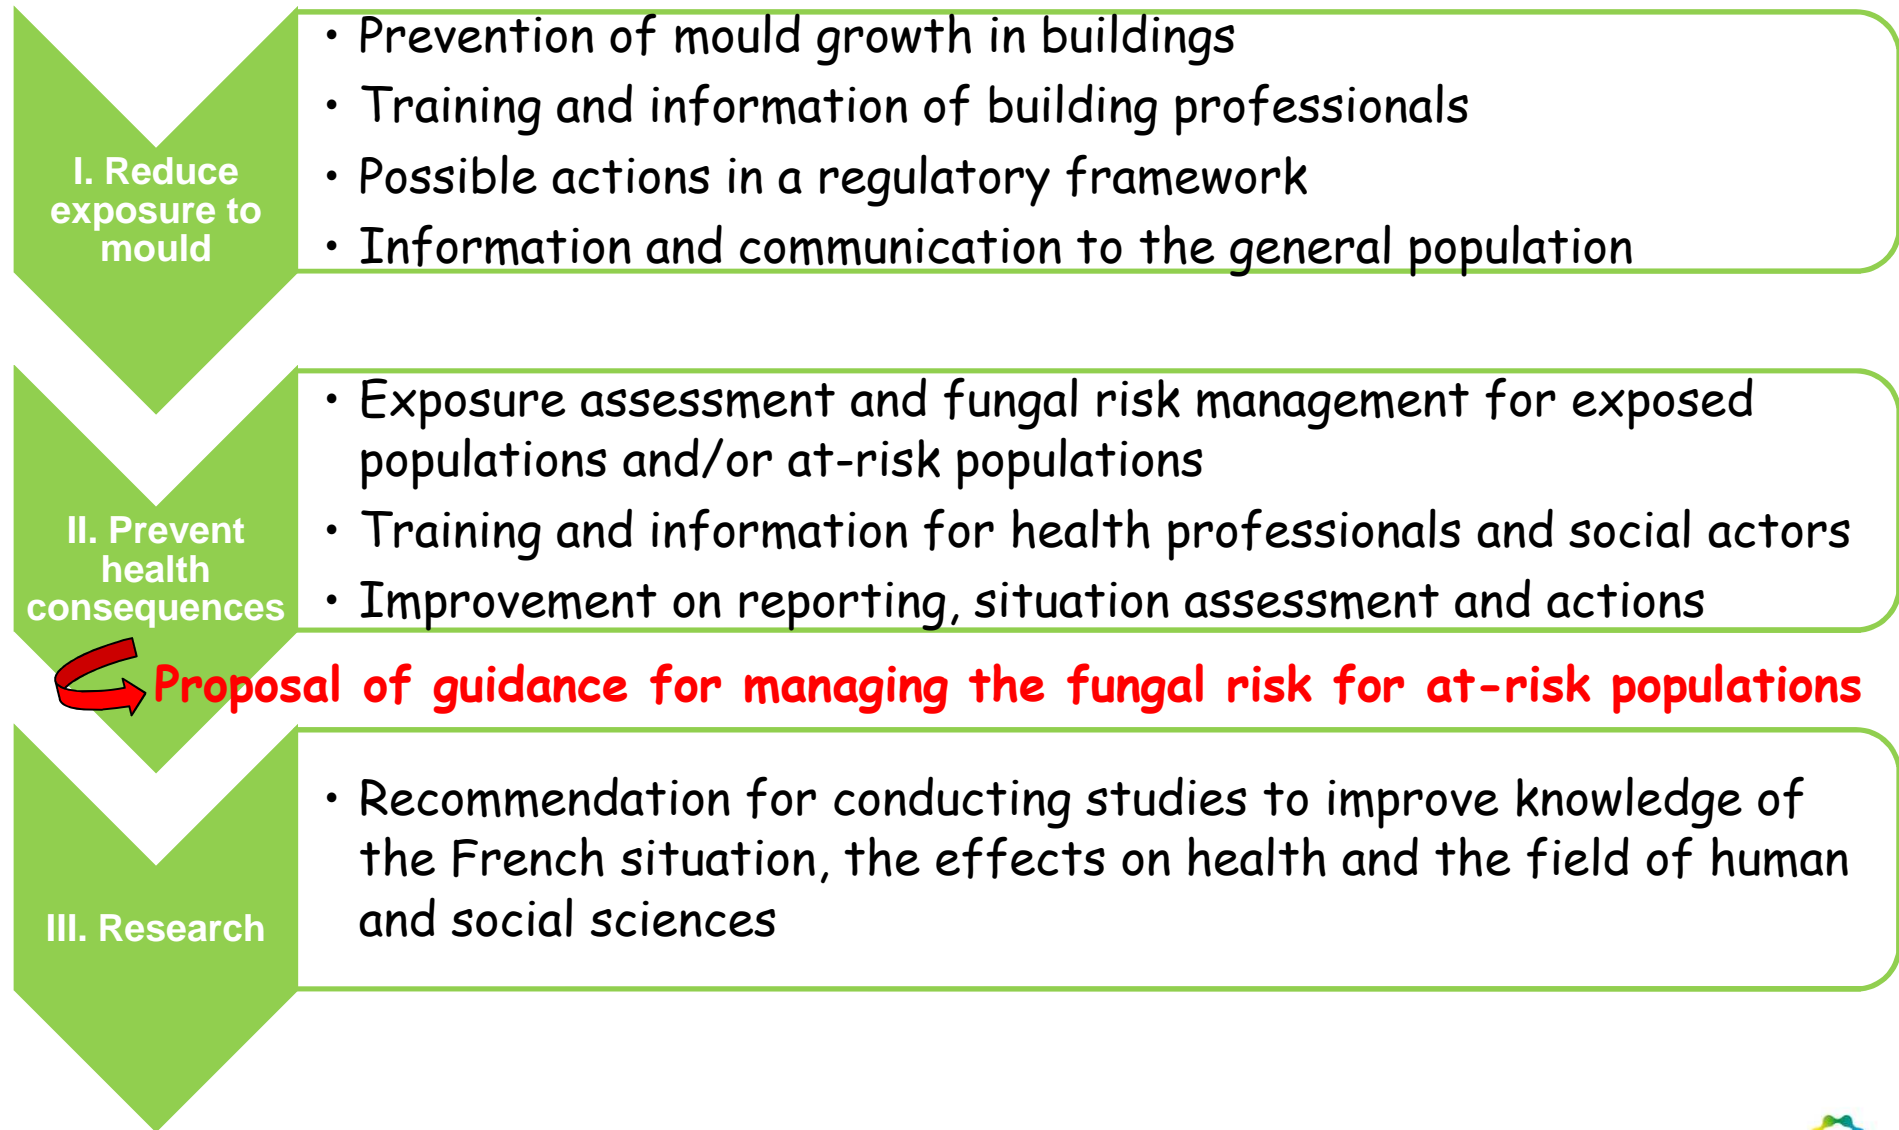 • Prevention of mould growth in buildings
• Training and information of building professionals
• Possible actions in a regulatory framework
• Information and communication to the general population
I. Reduce
exposure to
mould
• Exposure assessment and fungal risk management for exposed
populations and/or at-risk populations
• Training and information for health professionals and social actors
• Improvement on reporting, situation assessment and actions
II. Prevent
health
consequences
Proposal of guidance for managing the fungal risk for at-risk populations
• Recommendation for conducting studies to improve knowledge of
the French situation, the effects on health and the field of human
and social sciences
III. Research